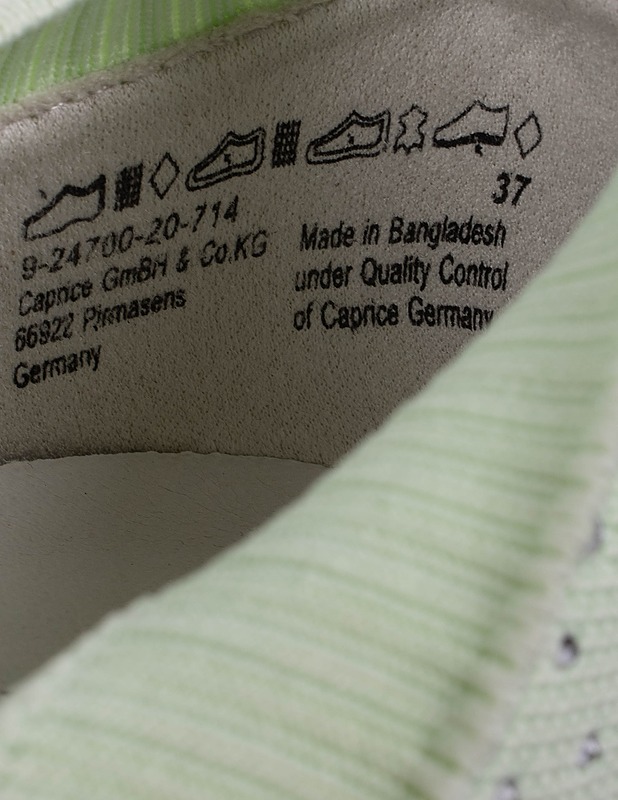 37
9-24700-20-714
Caprice GmBH & Co.KG
66922 Pirmasens
Germany
Made in Bangladesh
under Quality Control
of Caprice Germany